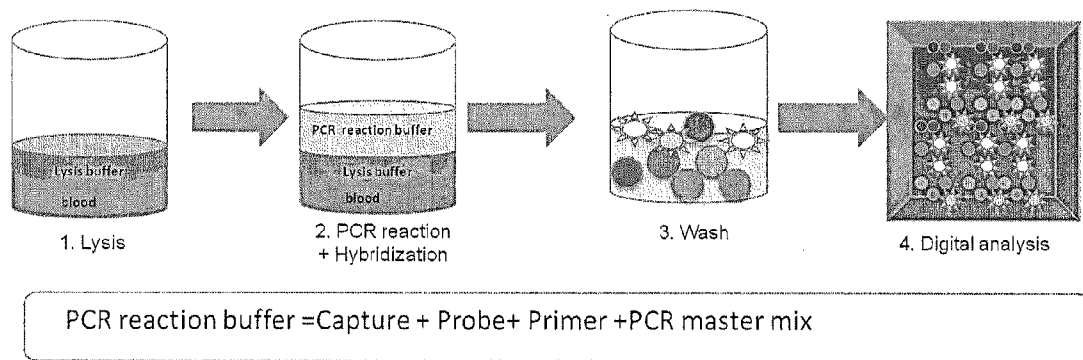 Lysis buffer
blood
PCR reaction buffer
Lysis buffer
blood
1. Lysis
2. PCR reaction
+ Hybridization
3. Wash
4. Digital analysis
PCR reaction buffer =Capture + Probe+ Primer +PCR master mix